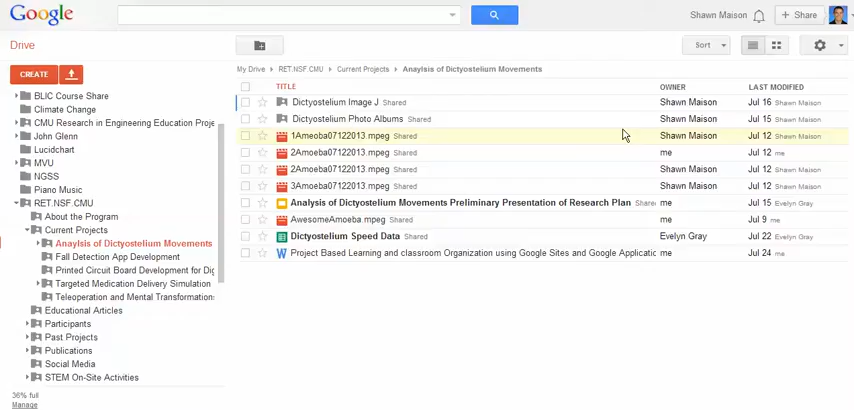 Google
Shawn Maison
+ Share
Drive
Sort
CREATE
My Drive RET.NSF.CMU Current Projects Anaylsis of Dictyostelium Movements
TITLE OWNER LAST MODIFIED
BLIC Course Share
Climate Change
CMU Research in Engineering Education Proje
John Glenn
Lucidchart
MVU
NGSS
Piano Music
RET.NSF.CMU
About the Program
Current Projects
Anaylsis of Dictyostelium Movements
Fall Detection App Development
Printed Circuit Board Development for Dig
Targeted Medication Delivery Simulation
Teleoperation and Mental Transformations
Educational Articles
Participants
Past Projects
Publications
Social Media
STEM On-Site Activities
36% full
Manage
Dictyostelium Image J Shared Shawn Maison Jul 16 Shawn Maison
Dictyostelium Photo Albums Shared Shawn Maison Jul 15 Shawn Maison
1Ameoba07122013.mpeg Shared Shawn Maison Jul 12 Shawn Maison
2Ameoba07122013.mpeg Shared me Jul 12 me
2Ameoba07122013.mpeg Shared Shawn Maison Jul 12 Shawn Maison
3Ameoba07122013.mpeg Shared Shawn Maison Jul 12 Shawn Maison
Analysis of Dictyostelium Movements Preliminary Presentation of Research Plan Share me Jul 15 Evelyn Gray
AwesomeAmoeba.mpeg Shared me Jul 9 me
Dictyostelium Speed Data Shared Evelyn Gray Jul 22 Evelyn Gray
Project Based Learning and classroom Organization using Google Sites and Google Applicatio me Jul 24 me